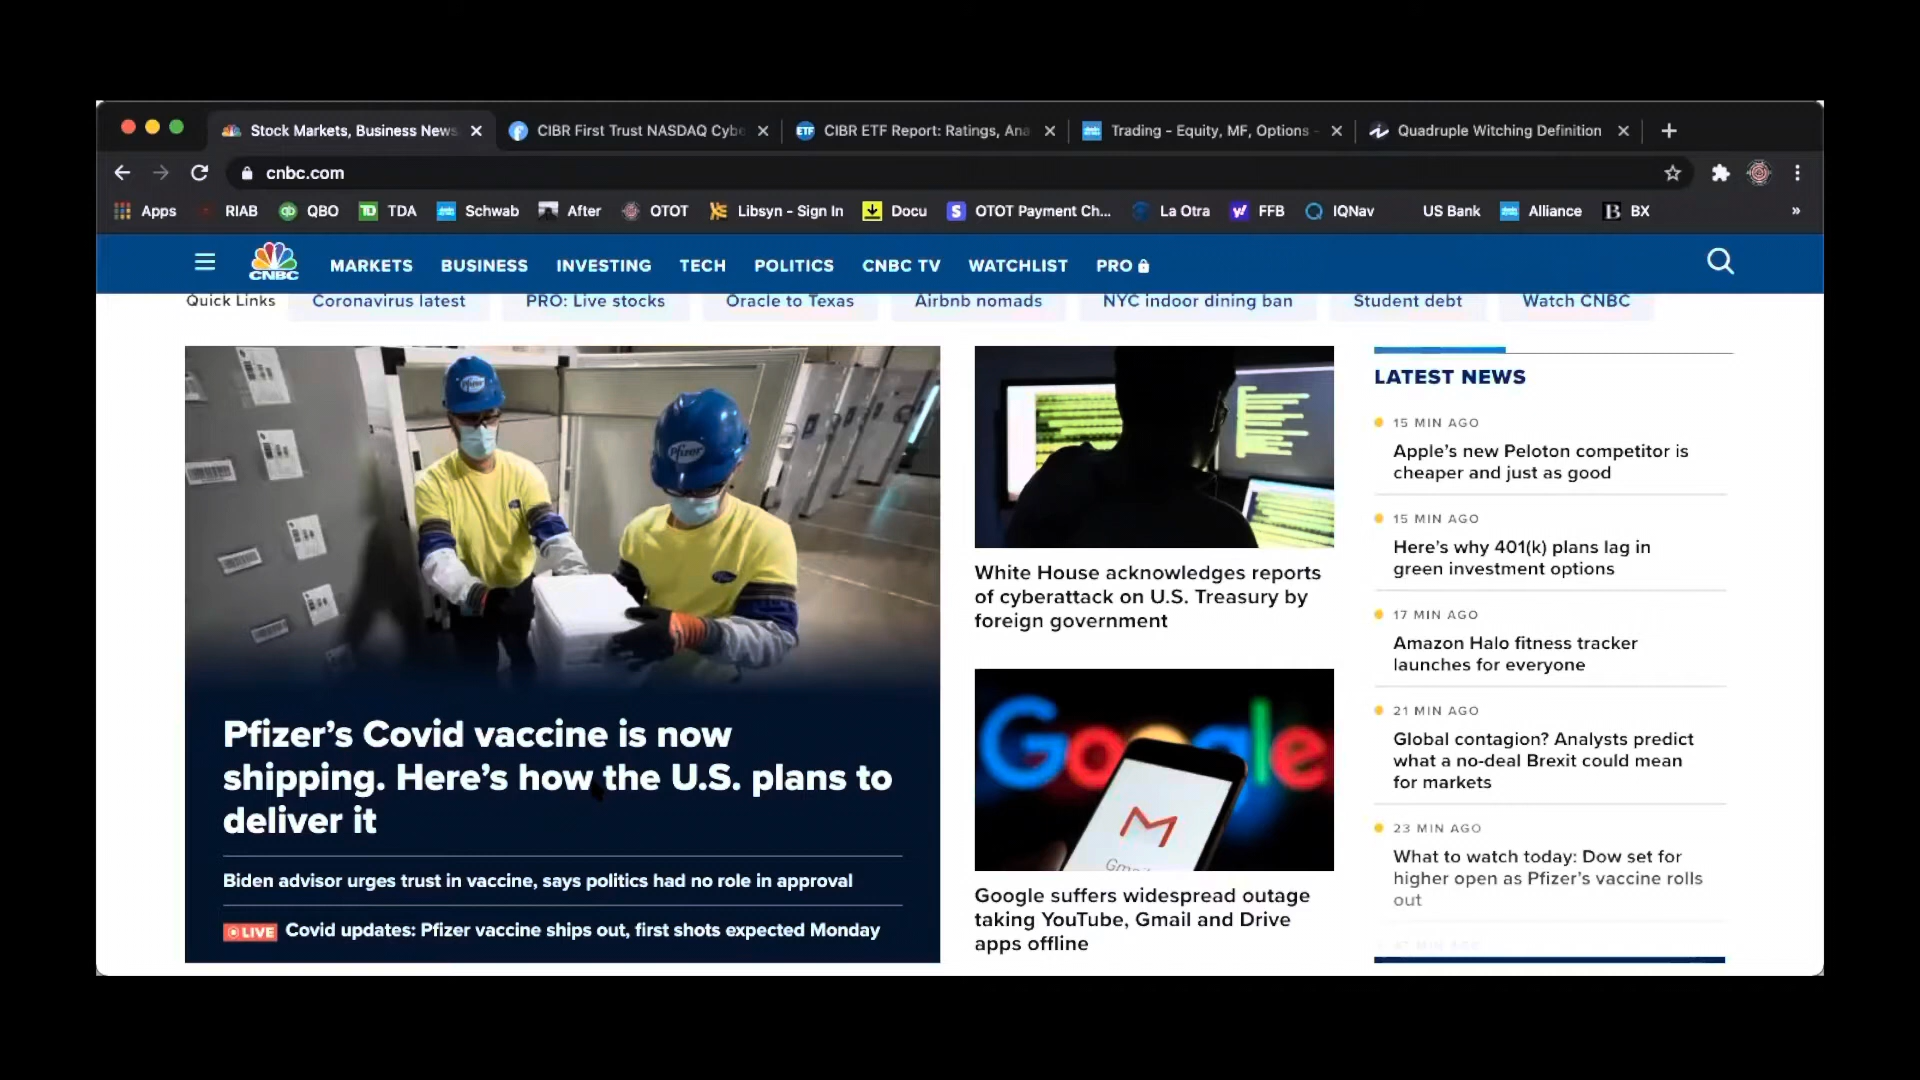 Stock Markets, Business News
CIBR First Trust NASDAQ Cybe
CIBR ETF Report: Ratings, Ana
Trading - Equity, MF, Options -
Quadruple Witching Definition
cnbc.com
Apps RIAB QBO TDA Schwab After OTOT Libsyn - Sign In Docu OTOT Payment Ch... La Otra FFB IQNav US Bank Alliance BX »
CNBC MARKETS BUSINESS INVESTING TECH POLITICS CNBC TV WATCHLIST PRO
Quick Links Coronavirus latest PRO: Live stocks Oracle to Texas Airbnb nomads NYC indoor dining ban Student debt Watch CNBC
Pfizer
Pfizer
Pfizer’s Covid vaccine is now
shipping. Here’s how the U.S. plans to
deliver it
Biden advisor urges trust in vaccine, says politics had no role in approval
LIVE Covid updates: Pfizer vaccine ships out, first shots expected Monday
White House acknowledges reports
of cyberattack on U.S. Treasury by
foreign government
Google
Gmail
Google suffers widespread outage
taking YouTube, Gmail and Drive
apps offline
LATEST NEWS
15 MIN AGO
Apple’s new Peloton competitor is
cheaper and just as good
15 MIN AGO
Here’s why 401(k) plans lag in
green investment options
17 MIN AGO
Amazon Halo fitness tracker
launches for everyone
21 MIN AGO
Global contagion? Analysts predict
what a no-deal Brexit could mean
for markets
23 MIN AGO
What to watch today: Dow set for
higher open as Pfizer’s vaccine rolls
out